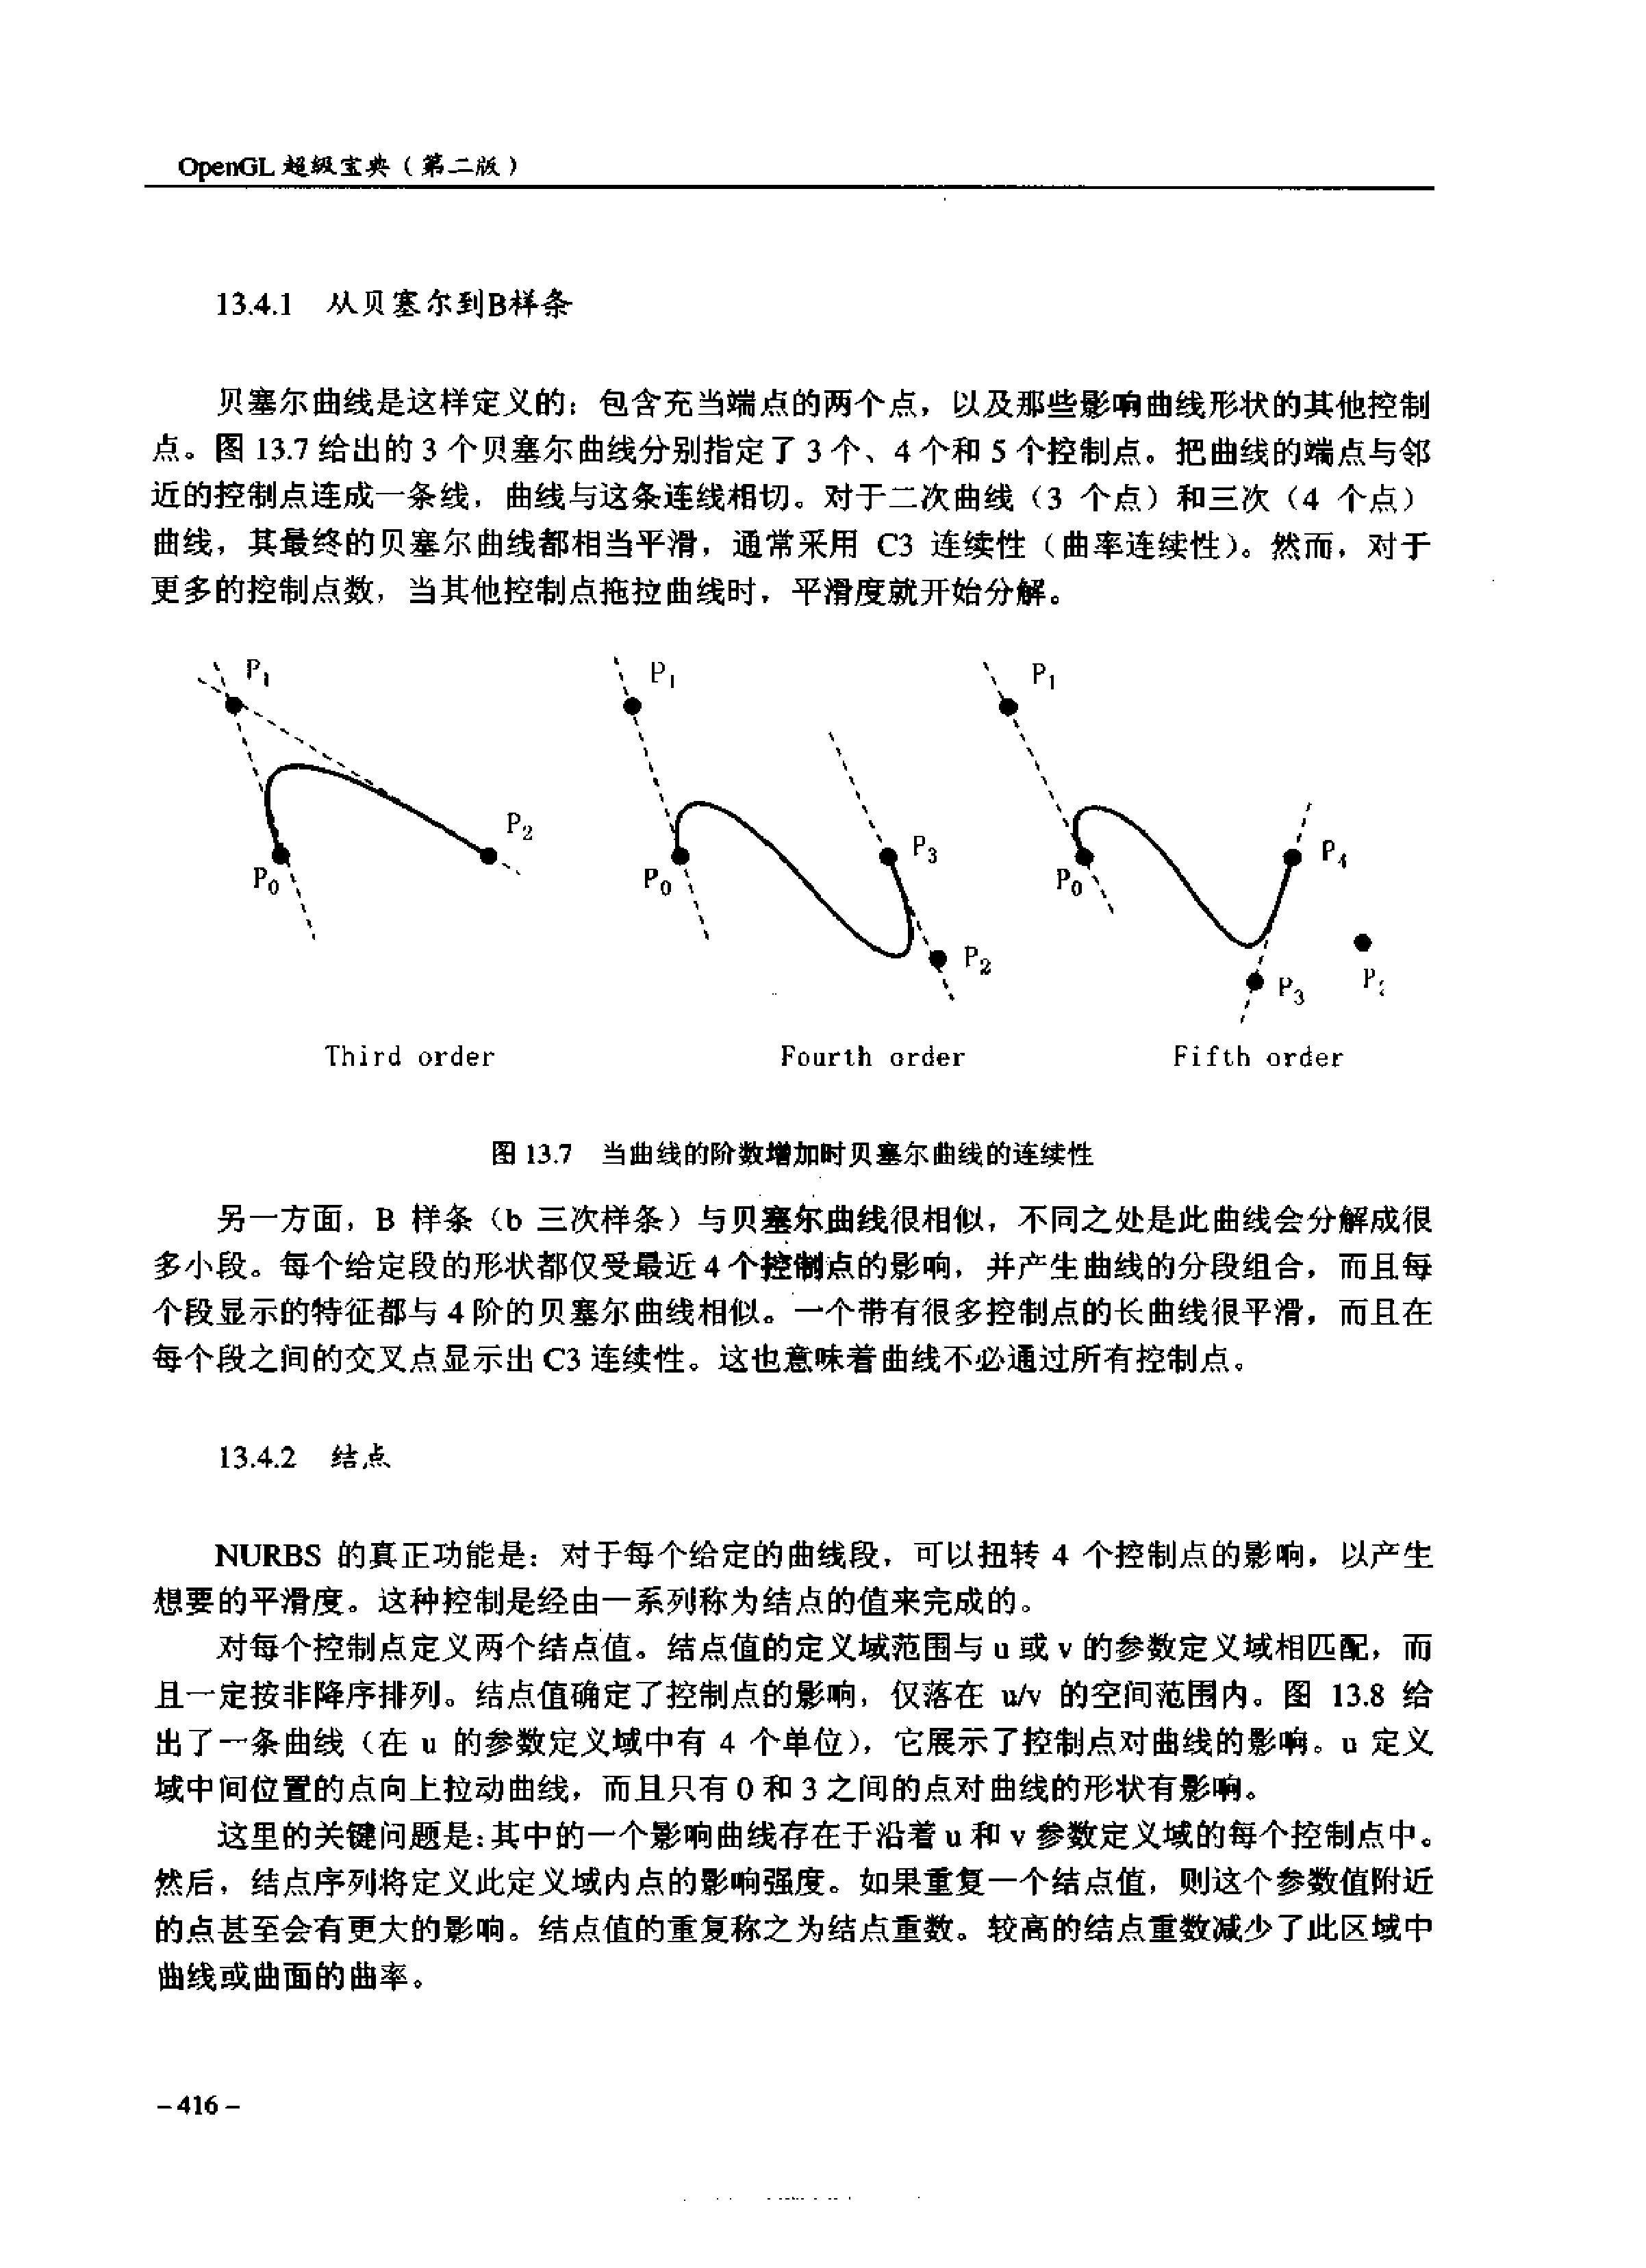 OpenGL 超级宝典（第二版）
13.4.1 从贝塞尔到B样条
贝塞尔曲线是这样定义的：包含充当端点的两个点，以及那些影响曲线形状的其他控制
点。图 13.7 给出的 3 个贝塞尔曲线分别指定了 3 个、4 个和 5 个控制点。把曲线的端点与邻
近的控制点连成一条线，曲线与这条连线相切。对于二次曲线（3 个点）和三次（4 个点）
曲线，其最终的贝塞尔曲线都相当平滑，通常采用 C3 连续性（曲率连续性）。然而，对于
更多的控制点数，当其他控制点拖拉曲线时，平滑度就开始分解。
P1
P2
P0
Third order
P1
P3
P0
P2
Fourth order
P1
P4
P0
P3
Fifth order
图 13.7 当曲线的阶数增加时贝塞尔曲线的连续性
另一方面，B 样条（b 三次样条）与贝塞尔曲线很相似，不同之处是此曲线会分解成很
多小段。每个给定段的形状都仅受最近 4 个控制点的影响，并产生曲线的分段组合，而且每
个段显示的特征都与 4 阶的贝塞尔曲线相似。一个带有很多控制点的长曲线很平滑，而且在
每个段之间的交叉点显示出 C3 连续性。这也意味着曲线不必通过所有控制点。
13.4.2 结点
NURBS 的真正功能是：对于每个给定的曲线段，可以扭转 4 个控制点的影响，以产生
想要的平滑度。这种控制是经由一系列称为结点的值来完成的。
对每个控制点定义两个结点值。结点值的定义域范围与 u 或 v 的参数定义域相匹配，而
且一定按非降序排列。结点值确定了控制点的影响，仅落在 u/v 的空间范围内。图 13.8 给
出了一条曲线（在 u 的参数定义域中有 4 个单位），它展示了控制点对曲线的影响。u 定义
域中间位置的点向上拉动曲线，而且只有 0 和 3 之间的点对曲线的形状有影响。
这里的关键问题是：其中的一个影响曲线存在于沿着 u 和 v 参数定义域的每个控制点中。
然后，结点序列将定义此定义域内点的影响强度。如果重复一个结点值，则这个参数值附近
的点甚至会有更大的影响。结点值的重复称之为结点重数。较高的结点重数减少了此区域中
曲线或曲面的曲率。
– 416 –